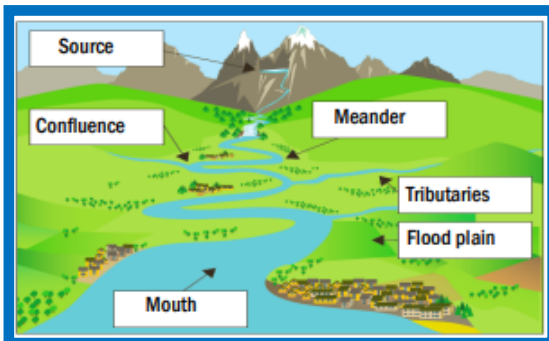 Source
Confluence
Meander
Tributaries
Flood plain
Mouth